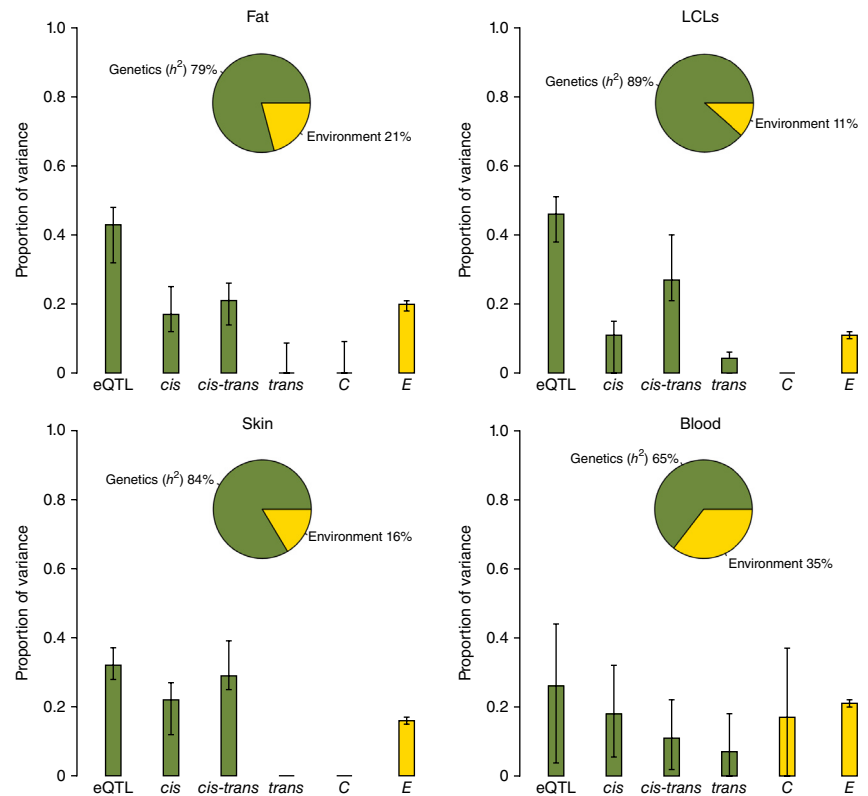 Fat
Proportion of variance
1.0
0.8
0.6
0.4
0.2
0
Genetics (h²) 79%
Environment 21%
eQTL cis cis-trans trans C E
LCLs
Proportion of variance
1.0
0.8
0.6
0.4
0.2
0
Genetics (h²) 89%
Environment 11%
eQTL cis cis-trans trans C E
Skin
Proportion of variance
1.0
0.8
0.6
0.4
0.2
0
Genetics (h²) 84%
Environment 16%
eQTL cis cis-trans trans C E
Blood
Proportion of variance
1.0
0.8
0.6
0.4
0.2
0
Genetics (h²) 65%
Environment 35%
eQTL cis cis-trans trans C E